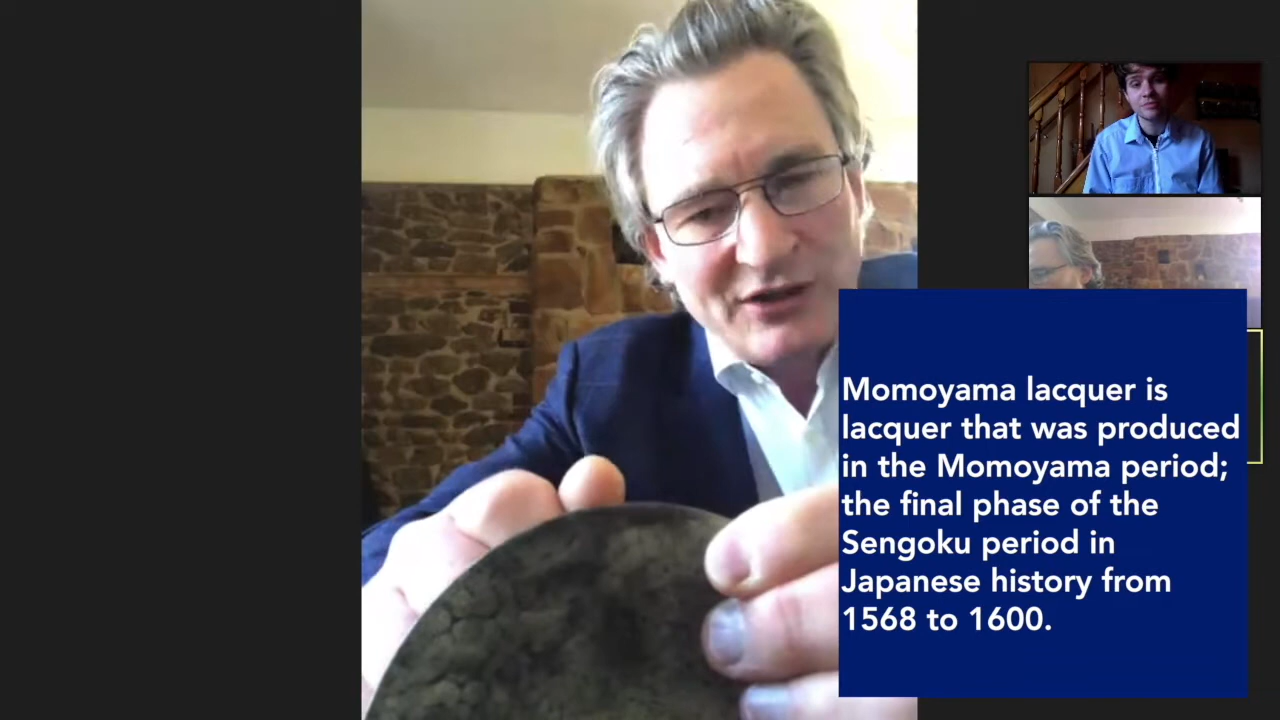 Momoyama lacquer is
lacquer that was produced
in the Momoyama period;
the final phase of the
Sengoku period in
Japanese history from
1568 to 1600.